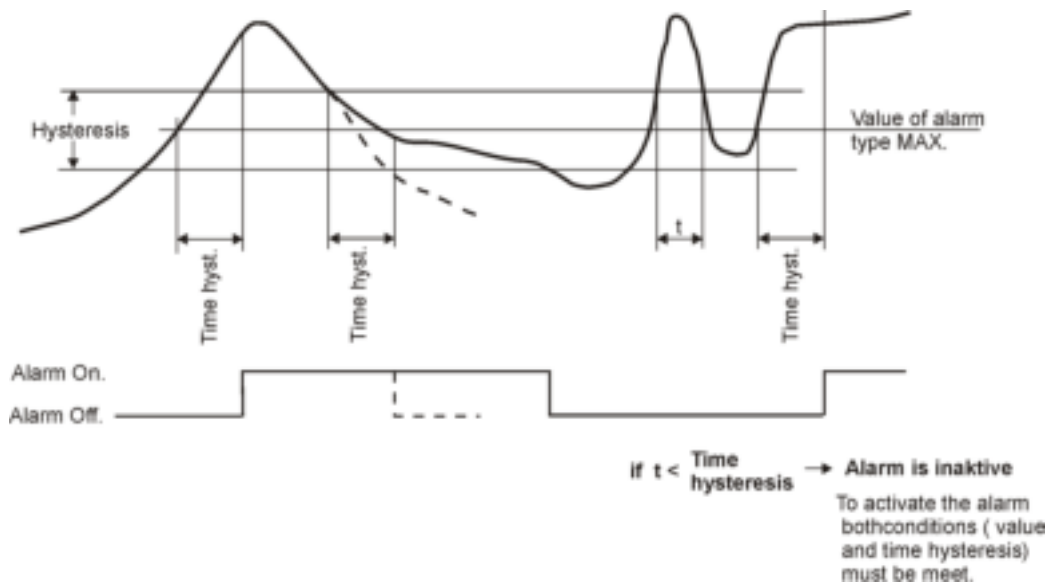 Hysteresis
Value of alarm
type MAX.
t
Time hyst.
Time hyst.
Time hyst.
Alarm On.
Alarm Off.
if t < Time
hysteresis
Alarm is inaktive
To activate the alarm
bothconditions ( value
and time hysteresis)
must be meet.